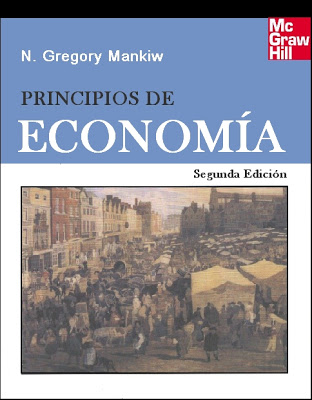 Mc
Graw
Hill
N. Gregory Mankiw
PRINCIPIOS DE
ECONOMÍA
Segunda Edición